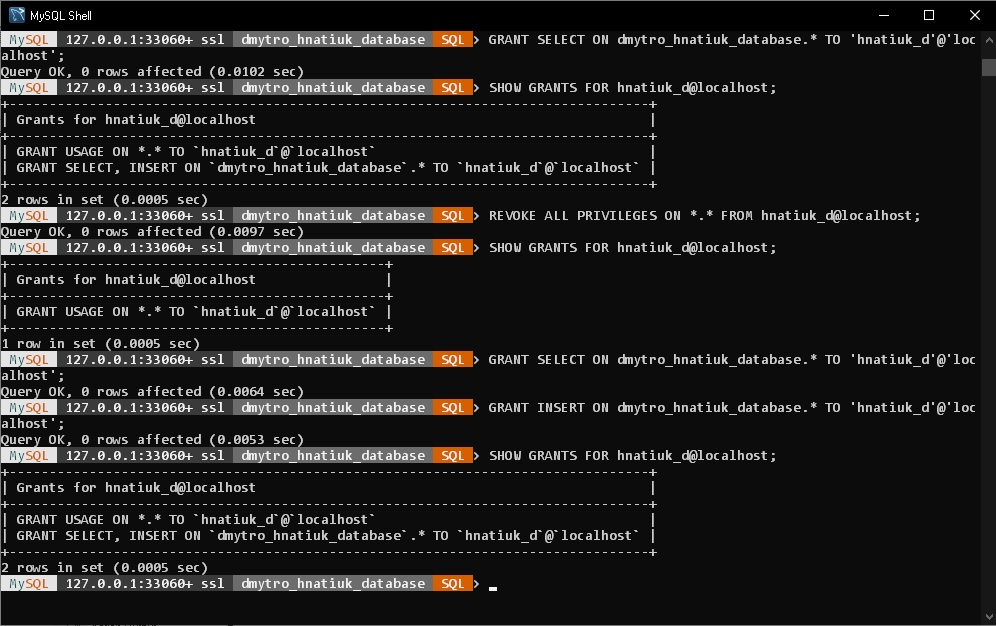 MySQL Shell
MySQL 127.0.0.1:33060+ ssl dmytro_hnatiuk_database SQL > GRANT SELECT ON dmytro_hnatiuk_database.* TO 'hnatiuk_d'@'loc
alhost';
Query OK, 0 rows affected (0.0102 sec)
MySQL 127.0.0.1:33060+ ssl dmytro_hnatiuk_database SQL > SHOW GRANTS FOR hnatiuk_d@localhost;
+--------------------------------------------------------------------------------+
| Grants for hnatiuk_d@localhost                                                 |
+--------------------------------------------------------------------------------+
| GRANT USAGE ON *.* TO `hnatiuk_d`@`localhost`                                  |
| GRANT SELECT, INSERT ON `dmytro_hnatiuk_database`.* TO `hnatiuk_d`@`localhost` |
+--------------------------------------------------------------------------------+
2 rows in set (0.0005 sec)
MySQL 127.0.0.1:33060+ ssl dmytro_hnatiuk_database SQL > REVOKE ALL PRIVILEGES ON *.* FROM hnatiuk_d@localhost;
Query OK, 0 rows affected (0.0097 sec)
MySQL 127.0.0.1:33060+ ssl dmytro_hnatiuk_database SQL > SHOW GRANTS FOR hnatiuk_d@localhost;
+-----------------------------------------------+
| Grants for hnatiuk_d@localhost                |
+-----------------------------------------------+
| GRANT USAGE ON *.* TO `hnatiuk_d`@`localhost` |
+-----------------------------------------------+
1 row in set (0.0005 sec)
MySQL 127.0.0.1:33060+ ssl dmytro_hnatiuk_database SQL > GRANT SELECT ON dmytro_hnatiuk_database.* TO 'hnatiuk_d'@'loc
alhost';
Query OK, 0 rows affected (0.0064 sec)
MySQL 127.0.0.1:33060+ ssl dmytro_hnatiuk_database SQL > GRANT INSERT ON dmytro_hnatiuk_database.* TO 'hnatiuk_d'@'loc
alhost';
Query OK, 0 rows affected (0.0053 sec)
MySQL 127.0.0.1:33060+ ssl dmytro_hnatiuk_database SQL > SHOW GRANTS FOR hnatiuk_d@localhost;
+--------------------------------------------------------------------------------+
| Grants for hnatiuk_d@localhost                                                 |
+--------------------------------------------------------------------------------+
| GRANT USAGE ON *.* TO `hnatiuk_d`@`localhost`                                  |
| GRANT SELECT, INSERT ON `dmytro_hnatiuk_database`.* TO `hnatiuk_d`@`localhost` |
+--------------------------------------------------------------------------------+
2 rows in set (0.0005 sec)
MySQL 127.0.0.1:33060+ ssl dmytro_hnatiuk_database SQL > _